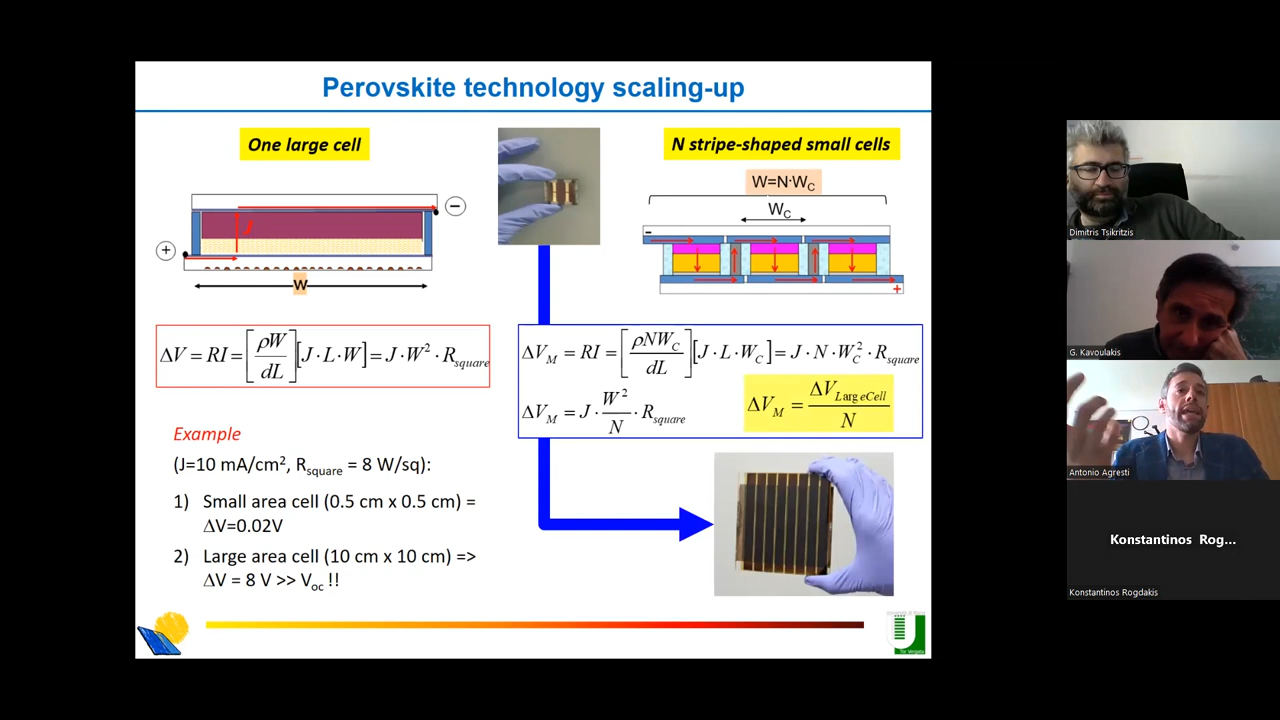 Perovskite technology scaling-up
One large cell
N stripe-shaped small cells
W=N·W_C
W_C
J
−
+
W
-
+
ΔV = RI = [ρW/dL][J·L·W] = J·W²·R_square
ΔV_M = RI = [ρNW_C/dL][J·L·W_C] = J·N·W_C²·R_square
ΔV_M = J·W²/N·R_square
ΔV_M = ΔV_LargeCell/N
Example
(J=10 mA/cm², R_square = 8 W/sq):
1) Small area cell (0.5 cm x 0.5 cm) =
ΔV=0.02V
2) Large area cell (10 cm x 10 cm) =>
ΔV = 8 V >> V_oc !!
Tor Vergata
Dimitris Tsikritzis
G. Kavoulakis
Antonio Agresti
Konstantinos Rog...
Konstantinos Rogdakis